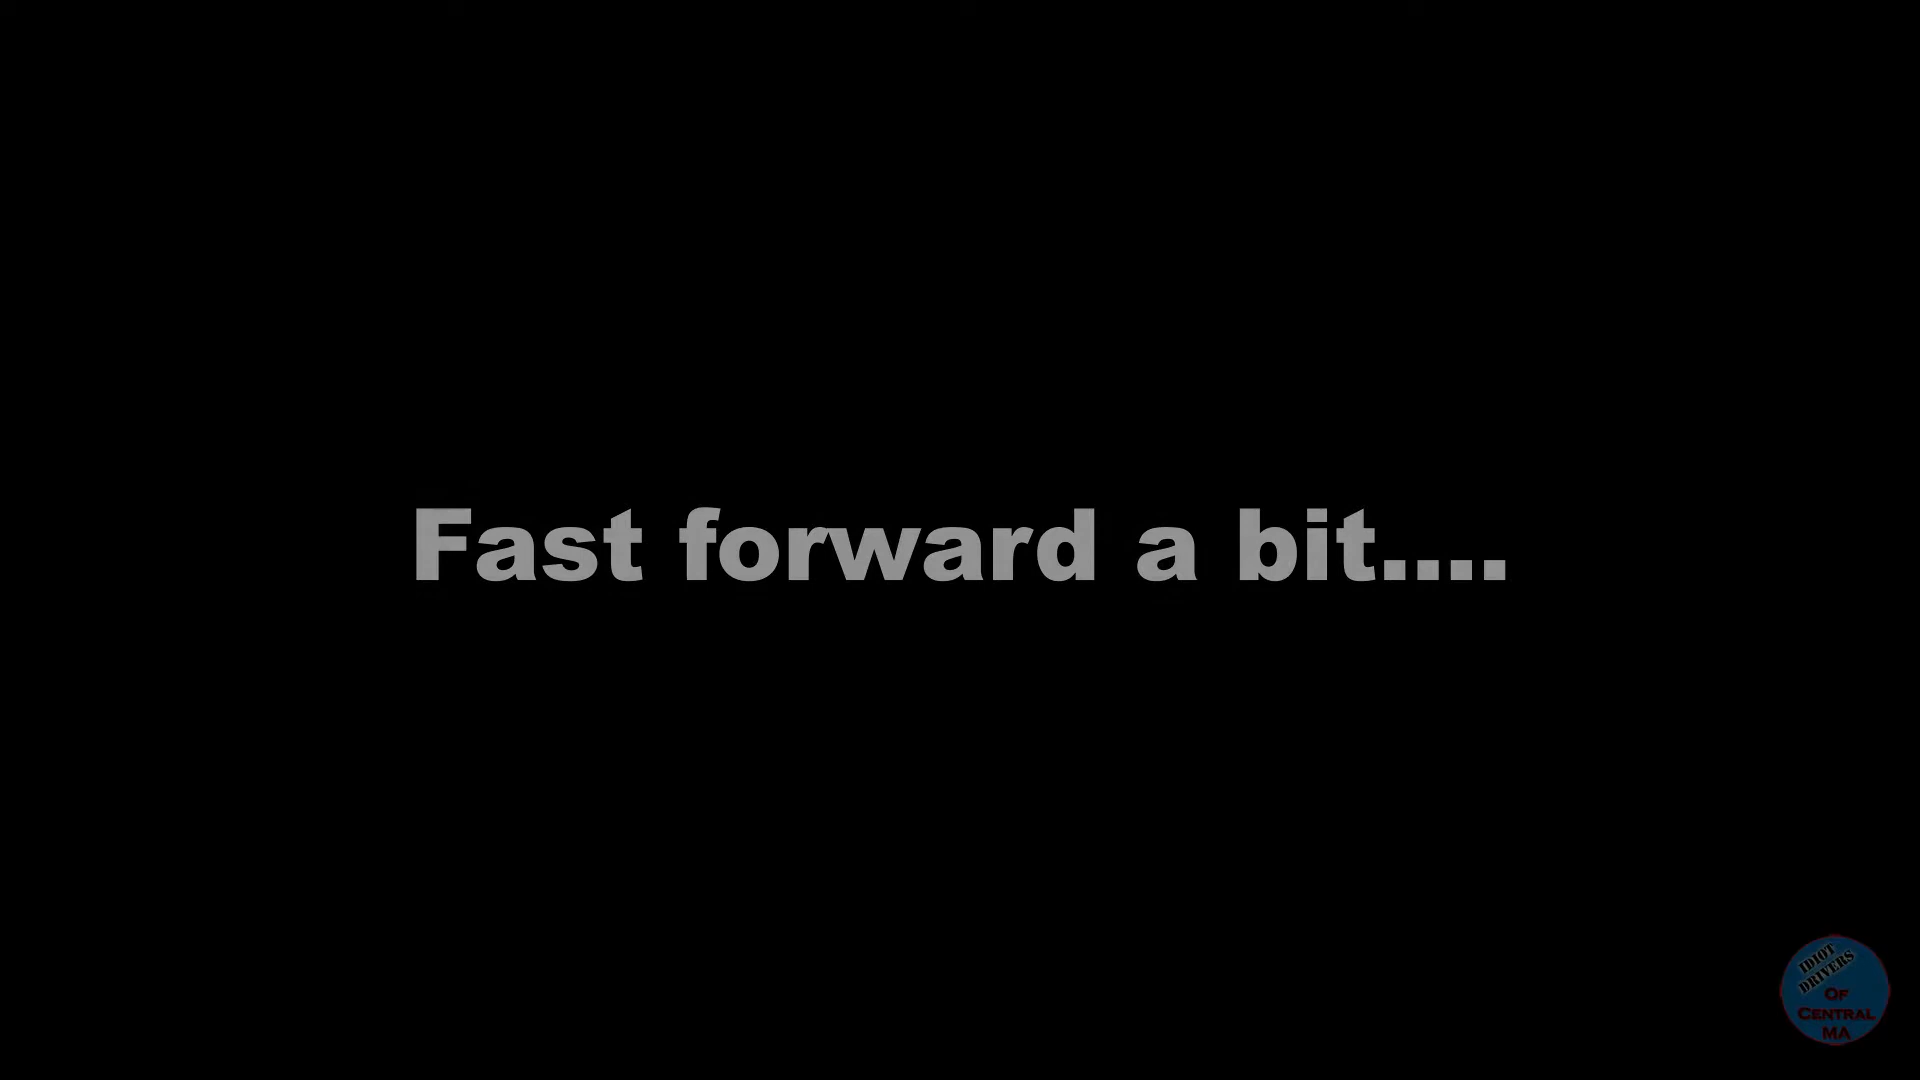 Fast forward a bit....
IDIOT
DRIVERS
OF
CENTRAL
MA